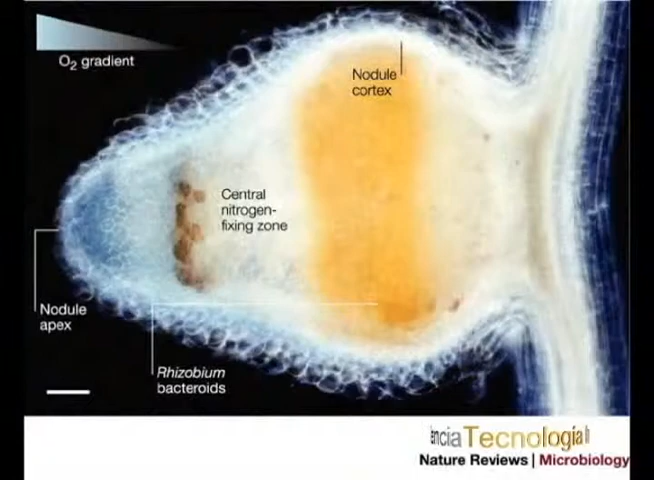 O₂ gradient
Nodule
cortex
Central
nitrogen-
fixing zone
Nodule
apex
Rhizobium
bacteroids
Tecnologia
Nature Reviews | Microbiology